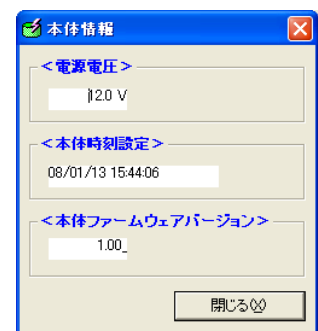 本体情報
＜電源電圧＞
12.0 V
＜本体時刻設定＞
08/01/13 15:44:06
＜本体ファームウェアバージョン＞
1.00_
閉じる(X)